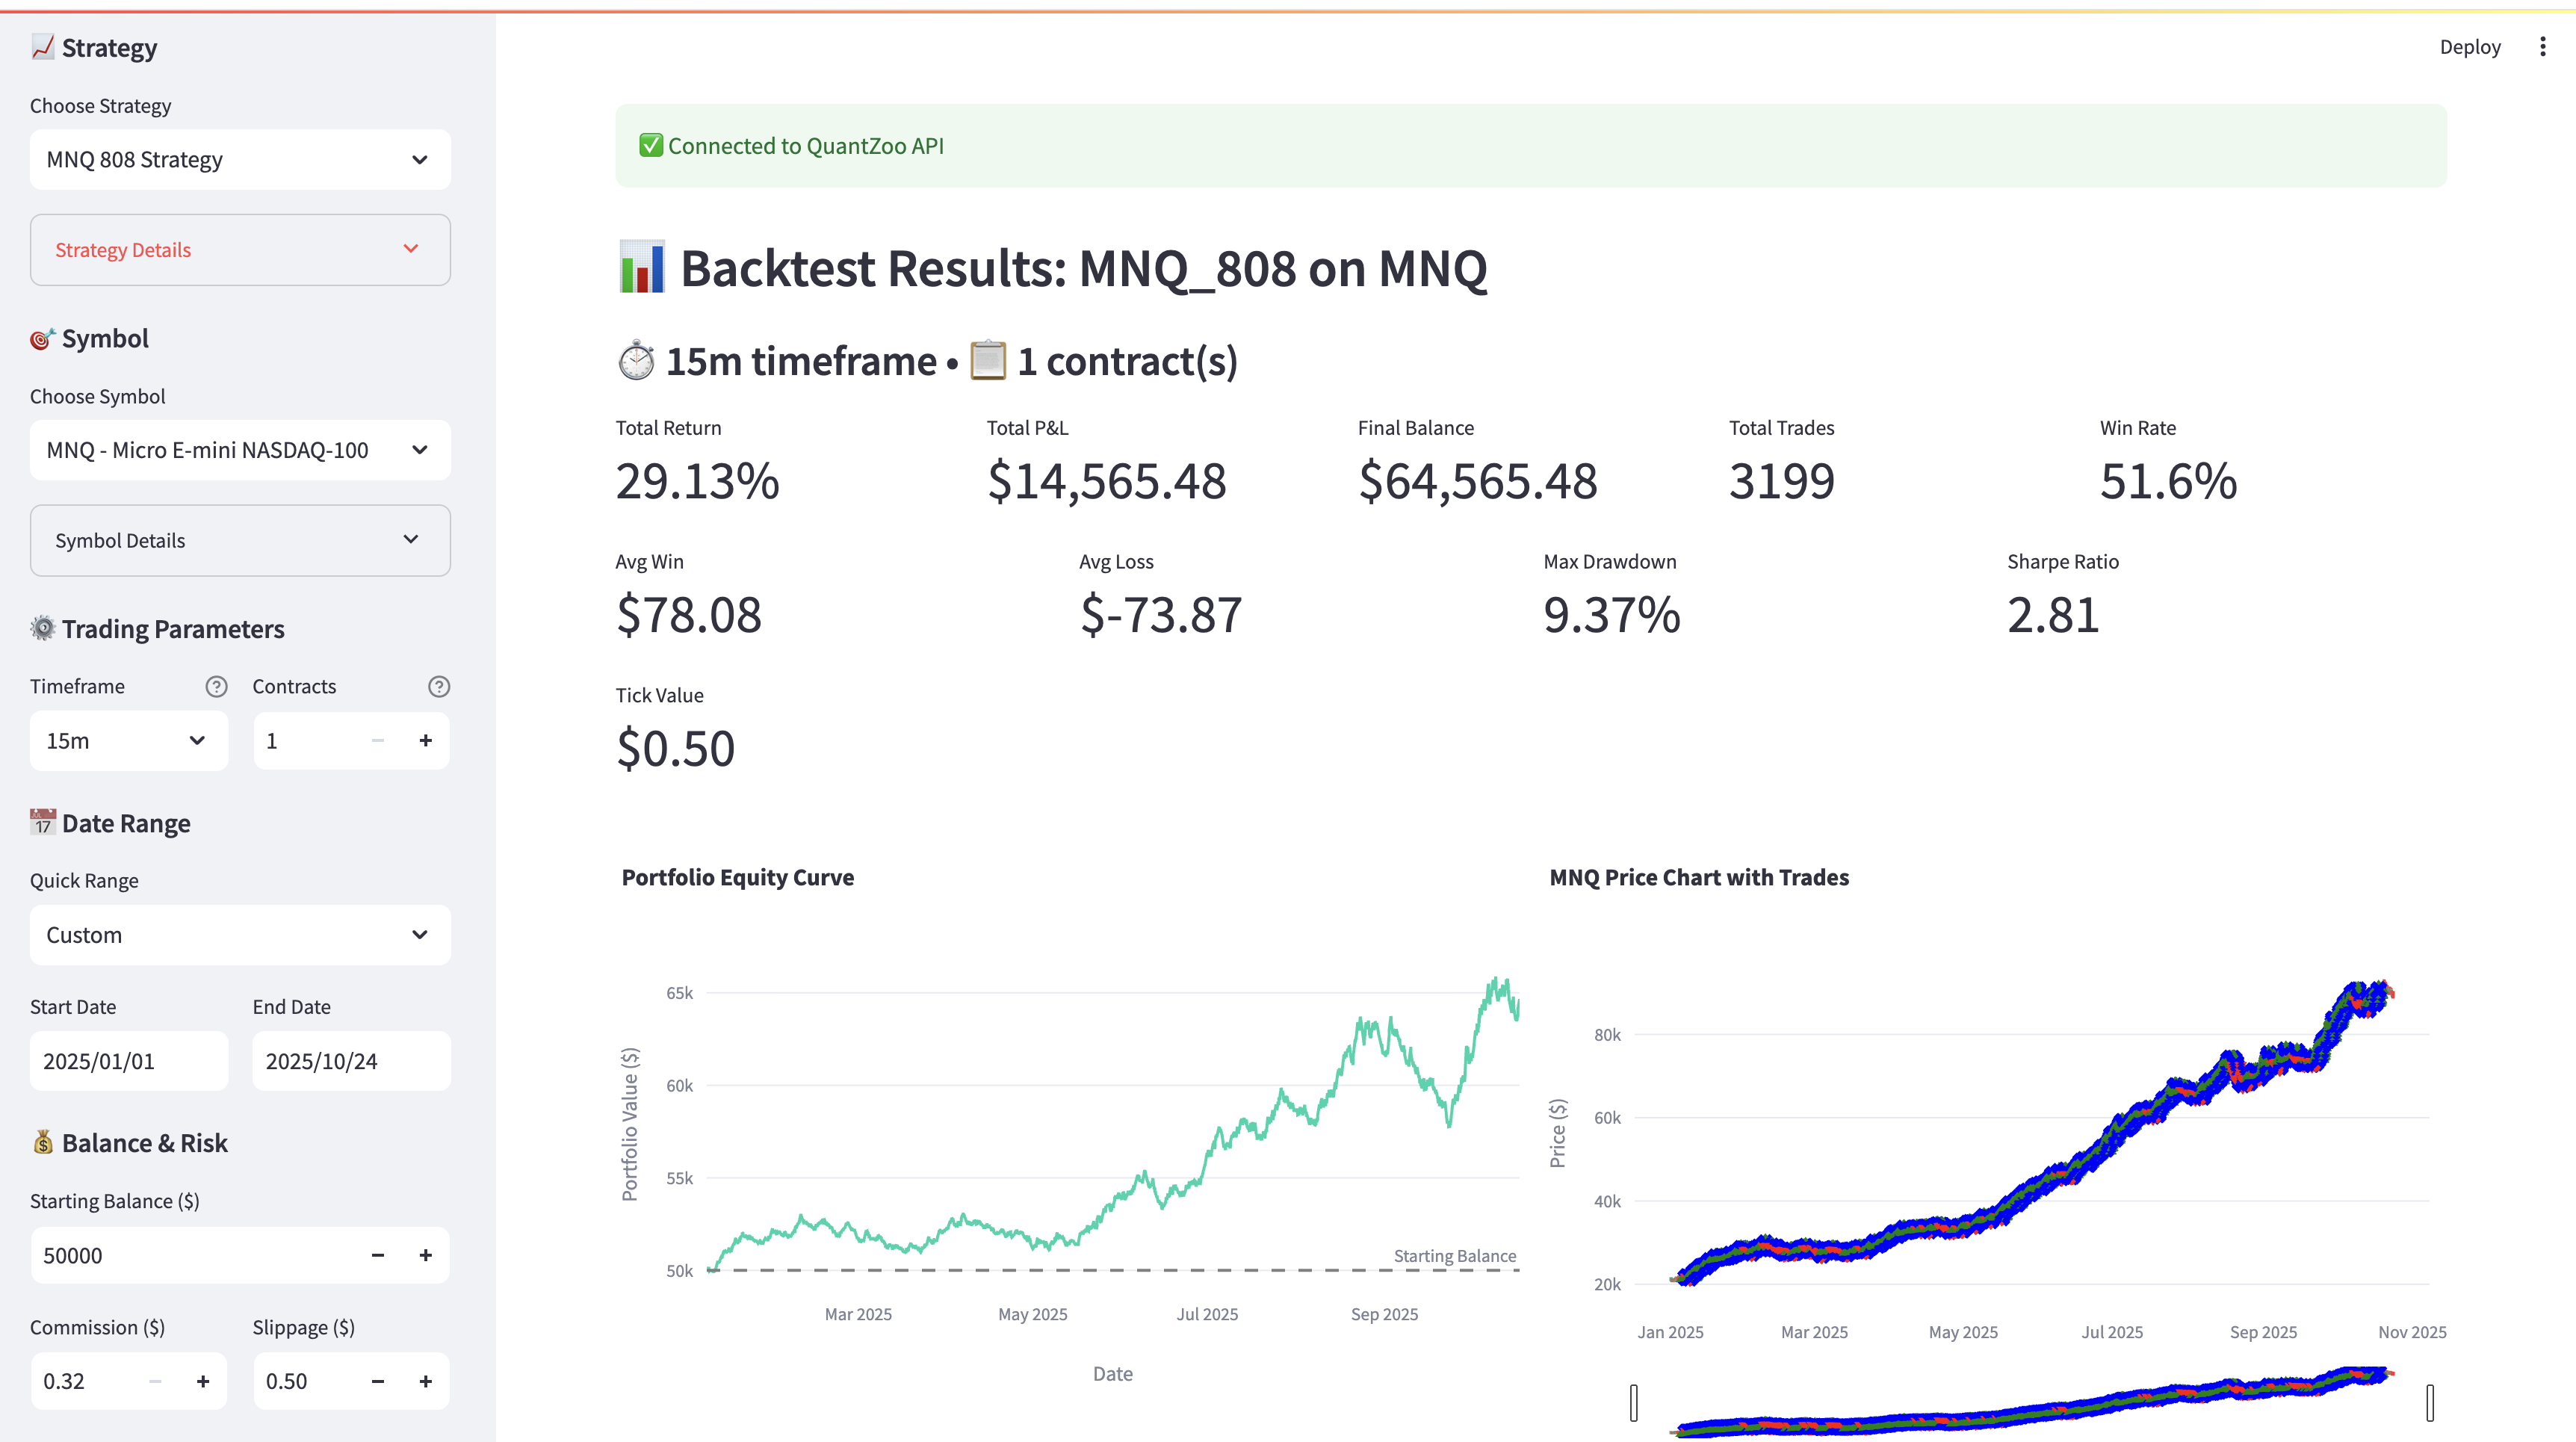 Strategy
Choose Strategy
MNQ 808 Strategy
Strategy Details
Symbol
Choose Symbol
MNQ - Micro E-mini NASDAQ-100
Symbol Details
Trading Parameters
Timeframe
Contracts
15m
1
Date Range
Quick Range
Custom
Start Date
End Date
2025/01/01
2025/10/24
Balance & Risk
Starting Balance ($)
50000
Commission ($)
Slippage ($)
0.32
0.50
Deploy
Connected to QuantZoo API
Backtest Results: MNQ_808 on MNQ
15m timeframe • 1 contract(s)
Total Return
Total P&L
Final Balance
Total Trades
Win Rate
29.13%
$14,565.48
$64,565.48
3199
51.6%
Avg Win
Avg Loss
Max Drawdown
Sharpe Ratio
$78.08
$-73.87
9.37%
2.81
Tick Value
$0.50
Portfolio Equity Curve
65k
60k
55k
50k
Portfolio Value ($)
Starting Balance
Mar 2025
May 2025
Jul 2025
Sep 2025
Date
MNQ Price Chart with Trades
80k
60k
40k
20k
Price ($)
Jan 2025
Mar 2025
May 2025
Jul 2025
Sep 2025
Nov 2025